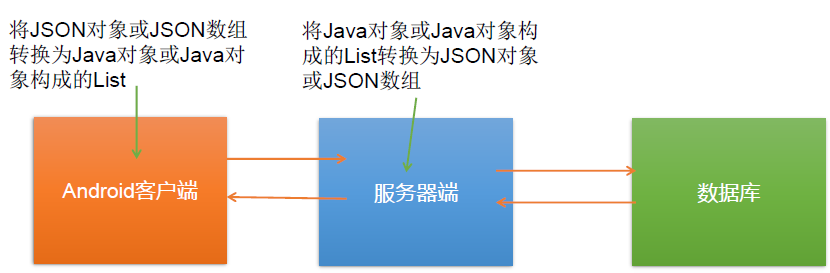 将JSON对象或JSON数组
转换为Java对象或Java对
象构成的List
将Java对象或Java对象构
成的List转换为JSON对象
或JSON数组
Android客户端
服务器端
数据库